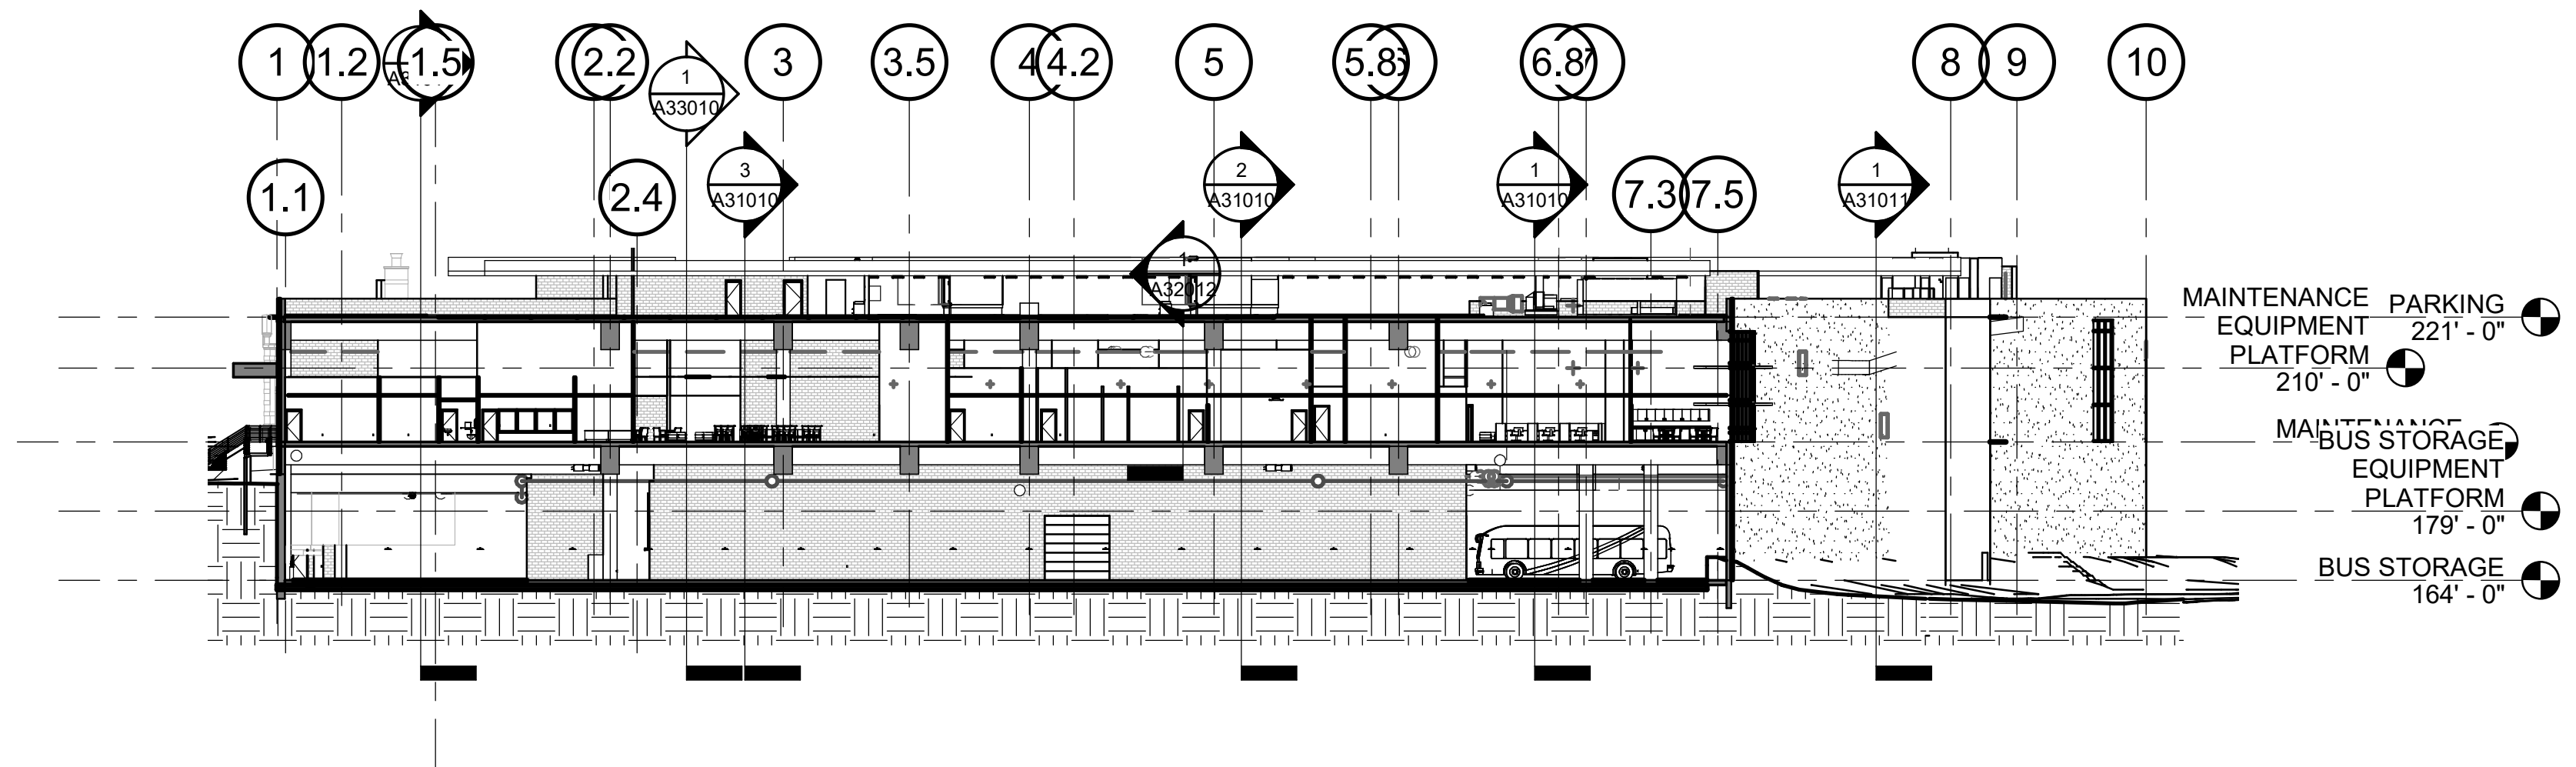 1
1.2
1.5
2.2
3
3.5
4
4.2
5
5.8
6.8
8
9
10
1
A33010
1.1
2.4
3
A31010
2
A31010
1
A31010
7.3
7.5
1
A31011
1
A32012
MAINTENANCE
EQUIPMENT
PLATFORM
210' - 0"
PARKING
221' - 0"
MAINTENANCE
BUS STORAGE
EQUIPMENT
PLATFORM
179' - 0"
BUS STORAGE
164' - 0"